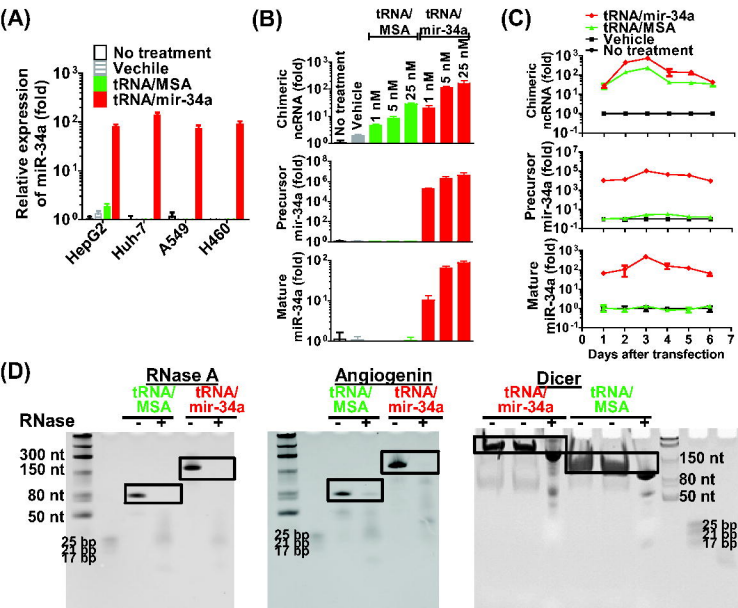 (A)
No treatment
Vechile
tRNA/MSA
tRNA/mir-34a
Relative expression
of miR-34a (fold)
10³
10²
10¹
10⁰
HepG2
Huh-7
A549
H460
(B)
tRNA/
MSA
tRNA/
mir-34a
No treatment
Vehicle
1 nM
5 nM
25 nM
1 nM
5 nM
25 nM
Chimeric
ncRNA (fold)
10³
10²
10¹
10⁰
Precursor
mir-34a (fold)
10⁸
10⁶
10⁴
10²
10⁰
Mature
miR-34a (fold)
10²
10¹
10⁰
(C)
tRNA/mir-34a
tRNA/MSA
Vehicle
No treatment
Chimeric
ncRNA (fold)
10³
10²
10¹
10⁰
10⁻¹
Precursor
mir-34a (fold)
10⁷
10⁵
10³
10¹
10⁻¹
Mature
miR-34a (fold)
10³
10²
10¹
10⁰
10⁻¹
0 1 2 3 4 5 6 7
Days after transfection
(D)
RNase A
tRNA/
MSA
tRNA/
mir-34a
RNase
- + - +
300 nt
150 nt
80 nt
50 nt
25 bp
21 bp
17 bp
Angiogenin
tRNA/
MSA
tRNA/
mir-34a
- + - +
Dicer
tRNA/
mir-34a
tRNA/
MSA
- - + - - +
150 nt
80 nt
50 nt
25 bp
21 bp
17 bp